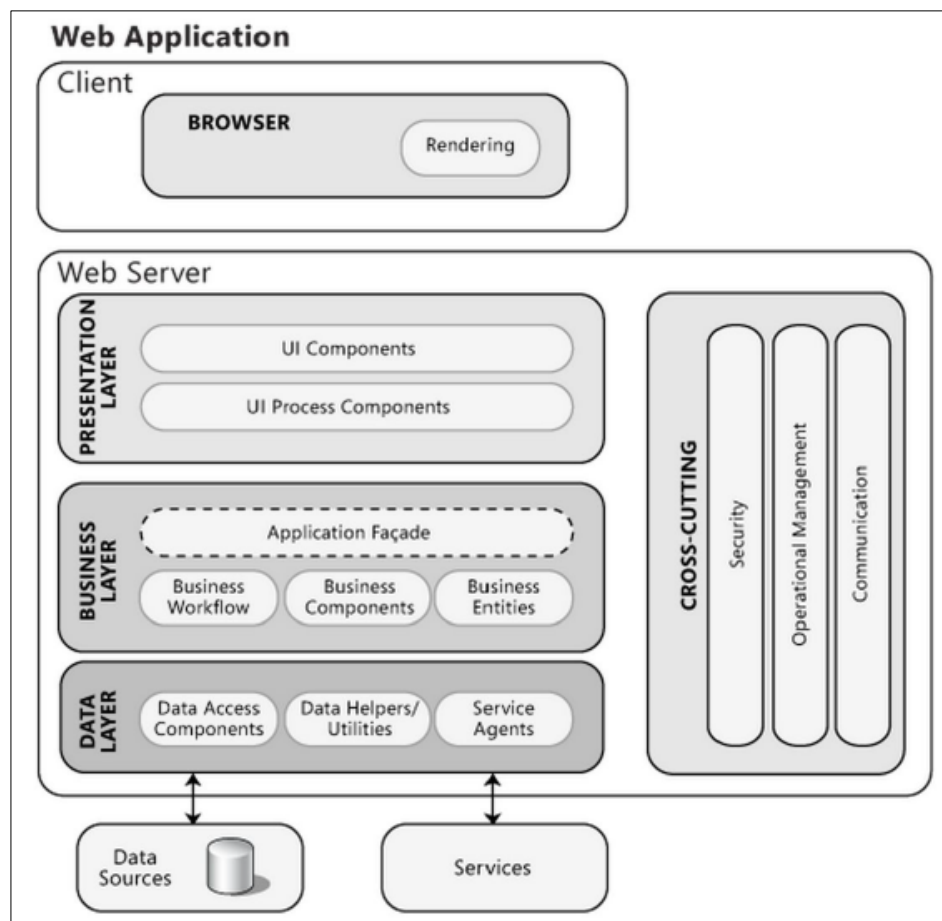 Web Application
Client
BROWSER
Rendering
Web Server
PRESENTATION
LAYER
UI Components
UI Process Components
BUSINESS
LAYER
Application Façade
Business
Workflow
Business
Components
Business
Entities
DATA
LAYER
Data Access
Components
Data Helpers/
Utilities
Service
Agents
CROSS-CUTTING
Security
Operational Management
Communication
Data
Sources
Services